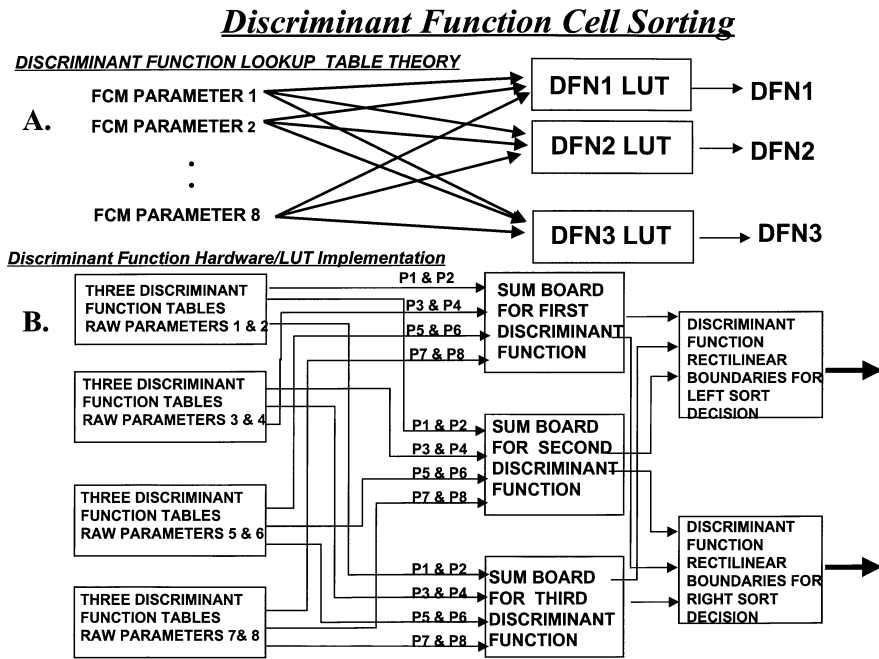 Discriminant Function Cell Sorting
DISCRIMINANT FUNCTION LOOKUP TABLE THEORY
A.
FCM PARAMETER 1
FCM PARAMETER 2
.
.
FCM PARAMETER 8
DFN1 LUT
DFN1
DFN2 LUT
DFN2
DFN3 LUT
DFN3
Discriminant Function Hardware/LUT Implementation
B.
THREE DISCRIMINANT
FUNCTION TABLES
RAW PARAMETERS 1 & 2
THREE DISCRIMINANT
FUNCTION TABLES
RAW PARAMETERS 3 & 4
THREE DISCRIMINANT
FUNCTION TABLES
RAW PARAMETERS 5 & 6
THREE DISCRIMINANT
FUNCTION TABLES
RAW PARAMETERS 7& 8
P1 & P2
P3 & P4
P5 & P6
P7 & P8
SUM BOARD
FOR FIRST
DISCRIMINANT
FUNCTION
P1 & P2
P3 & P4
P5 & P6
P7 & P8
SUM BOARD
FOR SECOND
DISCRIMINANT
FUNCTION
P1 & P2
P3 & P4
P5 & P6
P7 & P8
SUM BOARD
FOR THIRD
DISCRIMINANT
FUNCTION
DISCRIMINANT
FUNCTION
RECTILINEAR
BOUNDARIES FOR
LEFT SORT
DECISION
DISCRIMINANT
FUNCTION
RECTILINEAR
BOUNDARIES FOR
RIGHT SORT
DECISION